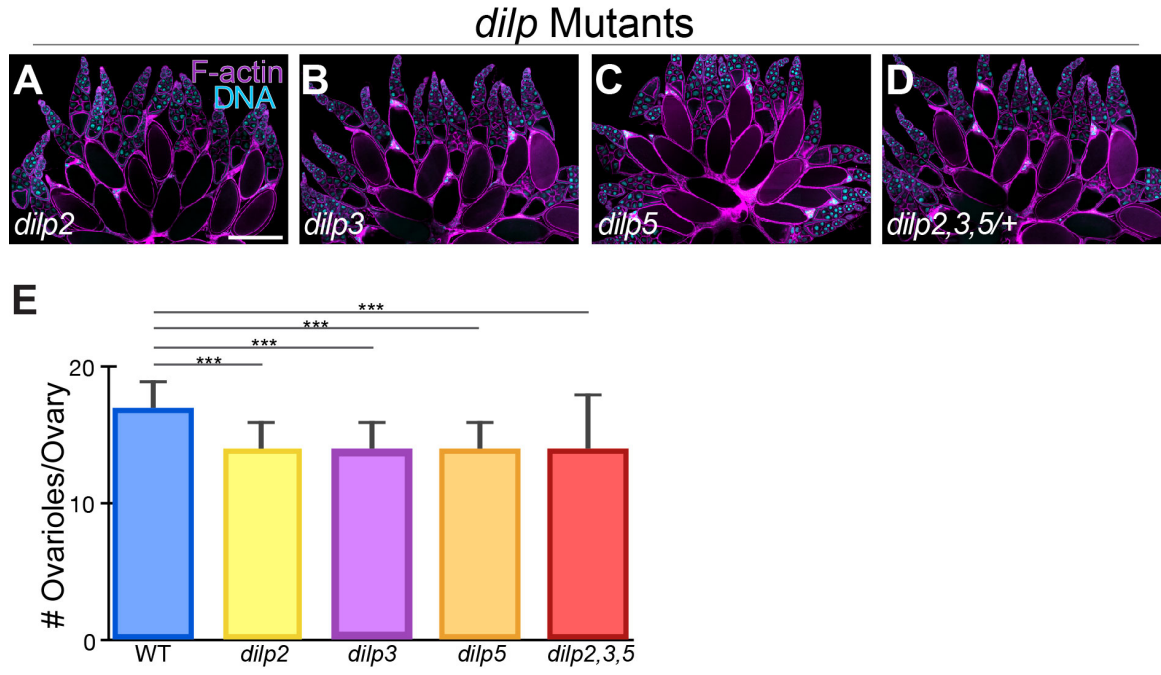 dilp Mutants
A
F-actin
DNA
dilp2
B
dilp3
C
dilp5
D
dilp2,3,5/+
E
***
***
***
***
20
10
0
# Ovarioles/Ovary
WT dilp2 dilp3 dilp5 dilp2,3,5